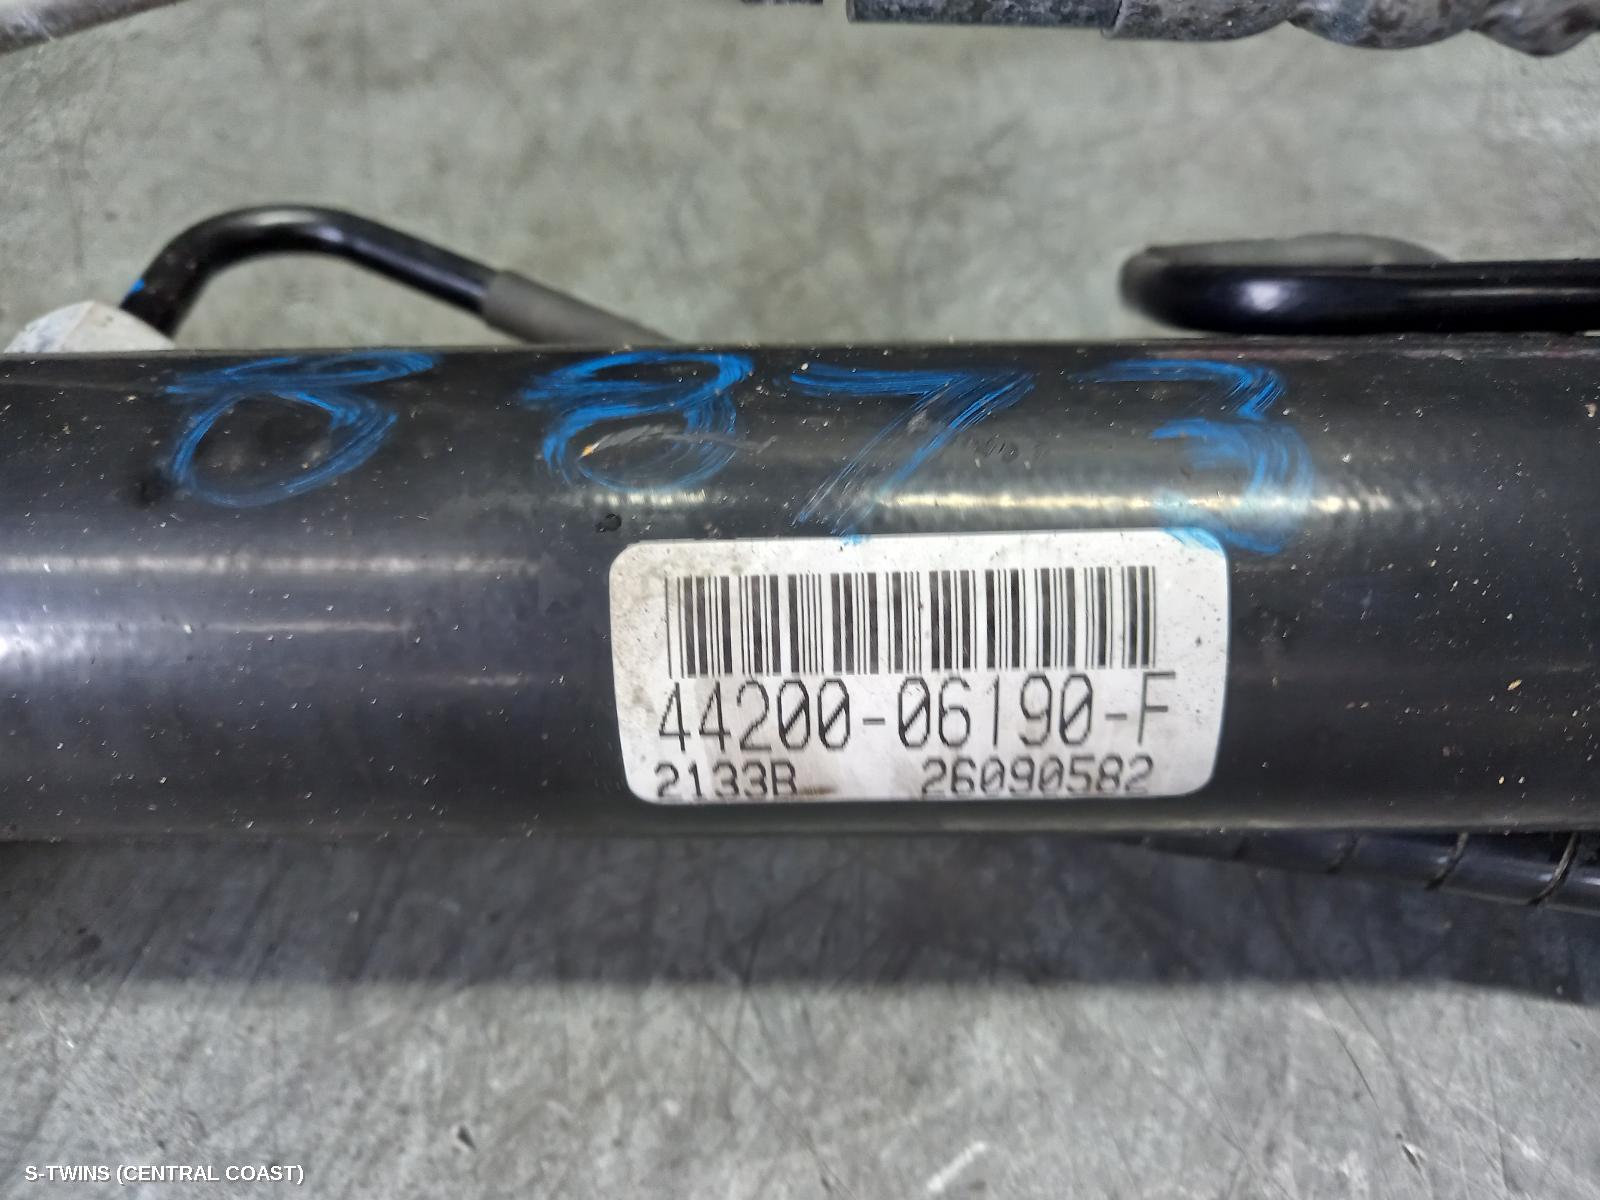 8873
44200-06190-F
2133B 26090582
S-TWINS (CENTRAL COAST)